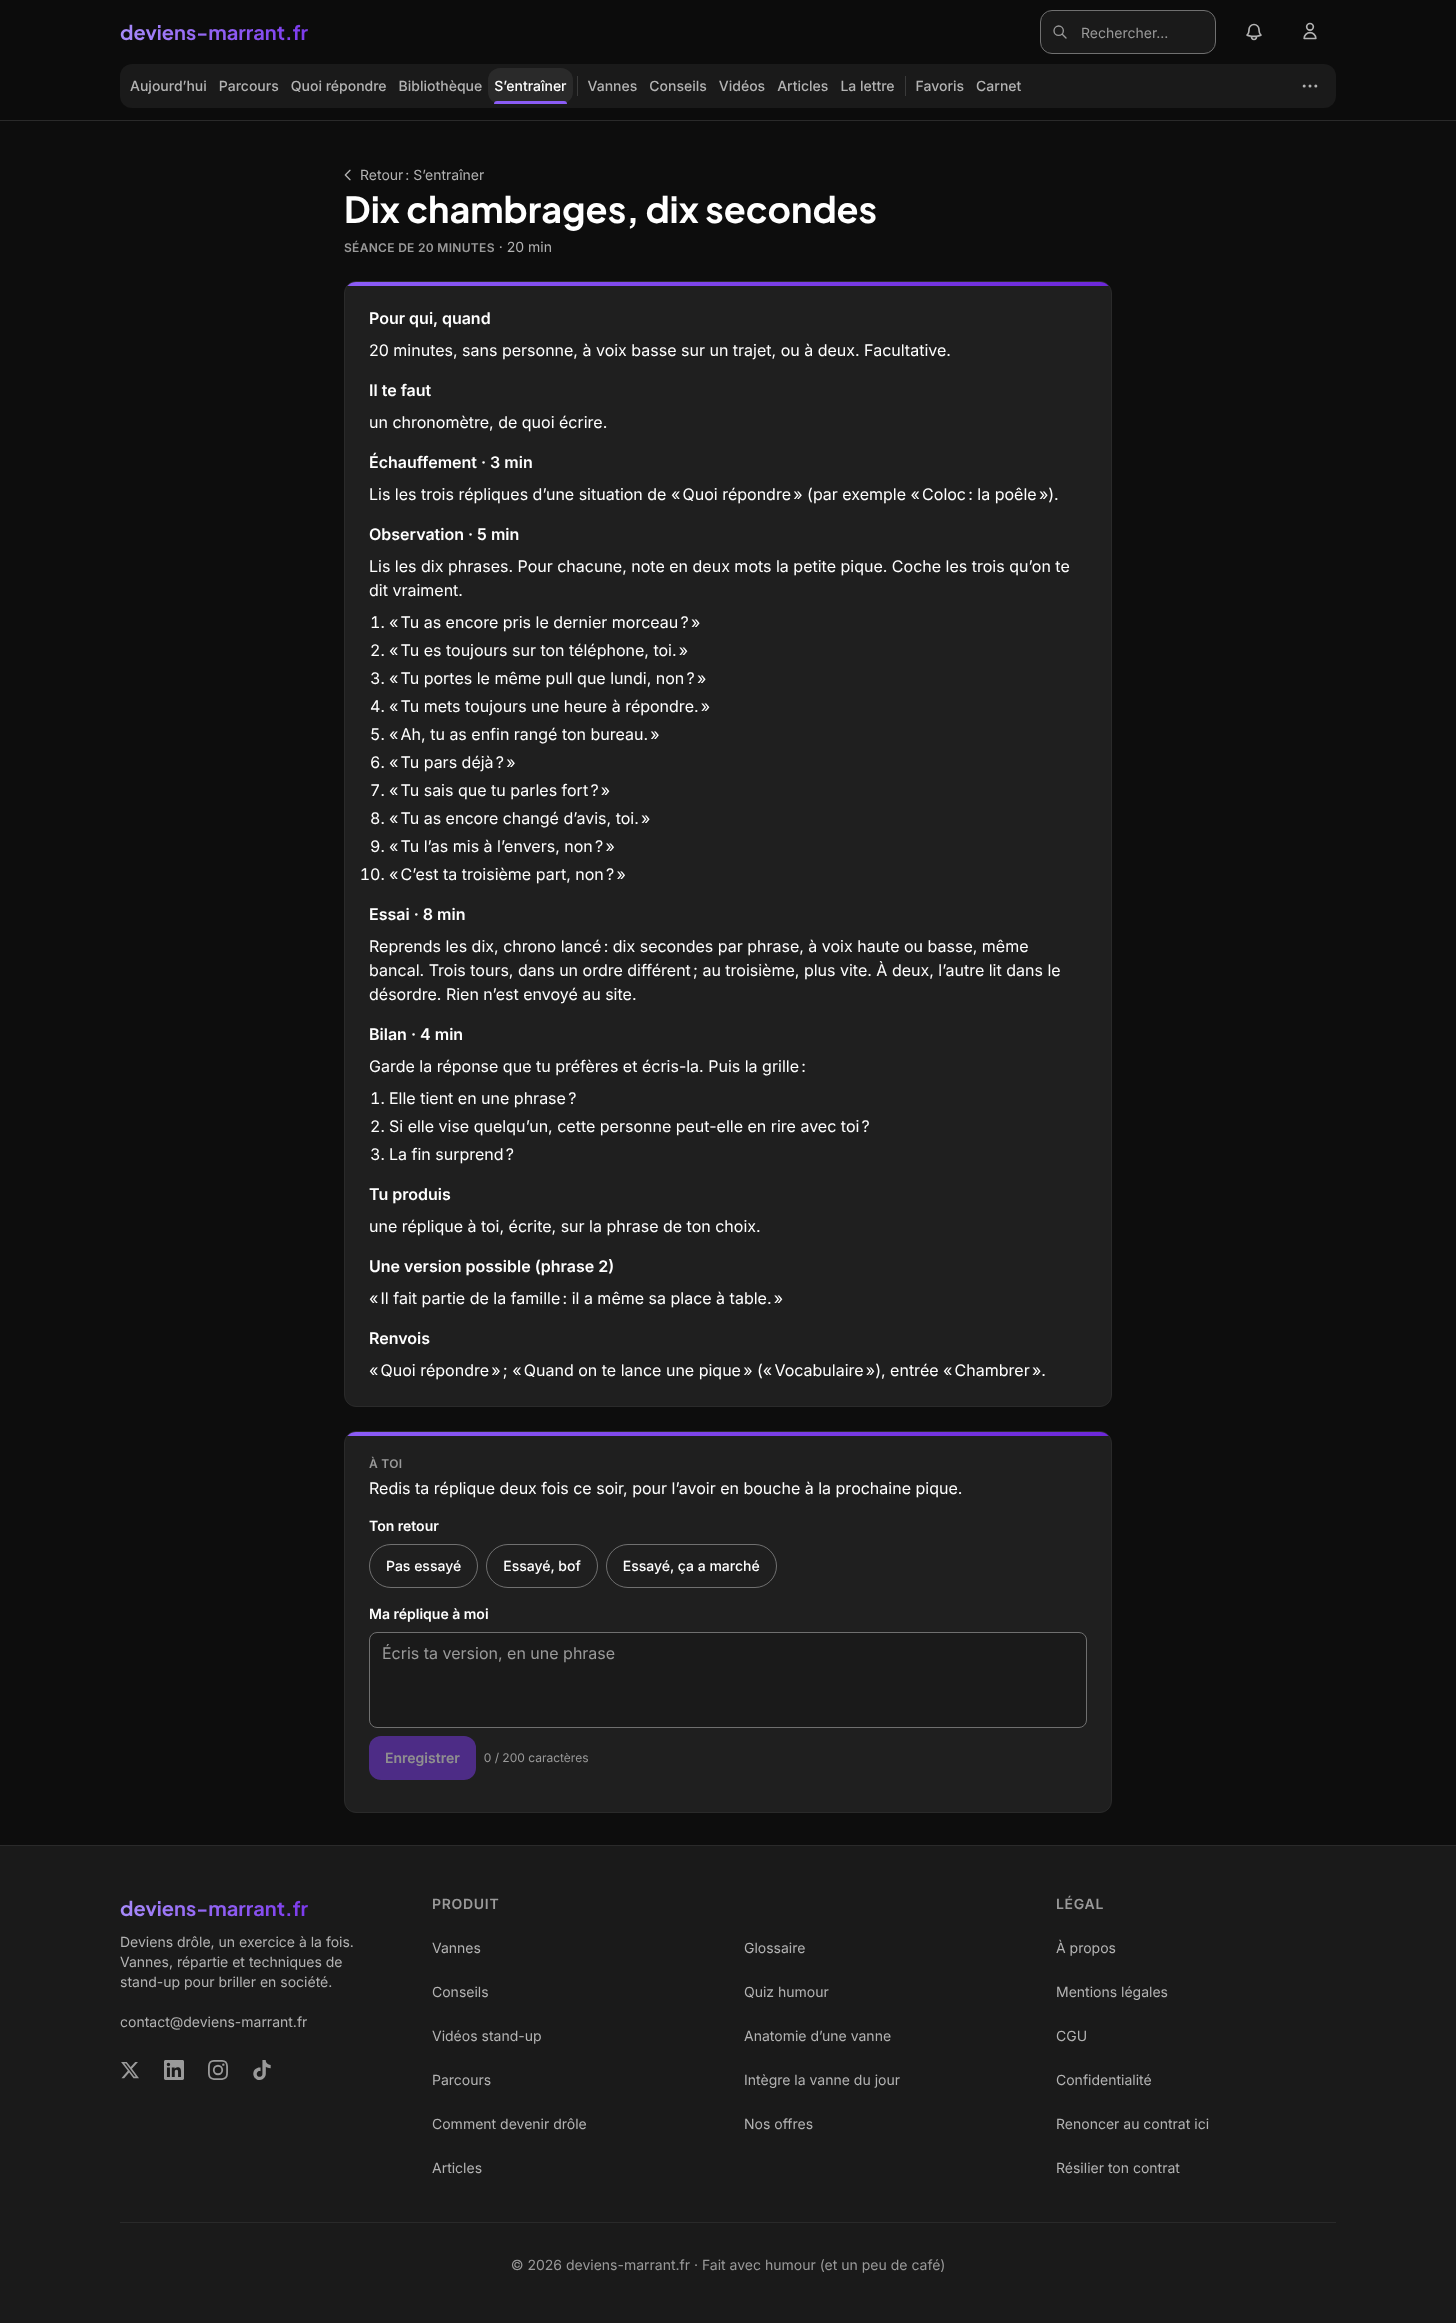 deviens-marrant.fr
Rechercher...
Aujourd’hui Parcours Quoi répondre Bibliothèque S’entraîner Vannes Conseils Vidéos Articles La lettre Favoris Carnet
Retour : S’entraîner
Dix chambrages, dix secondes
SÉANCE DE 20 MINUTES · 20 min
Pour qui, quand
20 minutes, sans personne, à voix basse sur un trajet, ou à deux. Facultative.
Il te faut
un chronomètre, de quoi écrire.
Échauffement · 3 min
Lis les trois répliques d’une situation de « Quoi répondre » (par exemple « Coloc : la poêle »).
Observation · 5 min
Lis les dix phrases. Pour chacune, note en deux mots la petite pique. Coche les trois qu’on te
dit vraiment.
1. « Tu as encore pris le dernier morceau ? »
2. « Tu es toujours sur ton téléphone, toi. »
3. « Tu portes le même pull que lundi, non ? »
4. « Tu mets toujours une heure à répondre. »
5. « Ah, tu as enfin rangé ton bureau. »
6. « Tu pars déjà ? »
7. « Tu sais que tu parles fort ? »
8. « Tu as encore changé d’avis, toi. »
9. « Tu l’as mis à l’envers, non ? »
10. « C’est ta troisième part, non ? »
Essai · 8 min
Reprends les dix, chrono lancé : dix secondes par phrase, à voix haute ou basse, même
bancal. Trois tours, dans un ordre différent ; au troisième, plus vite. À deux, l’autre lit dans le
désordre. Rien n’est envoyé au site.
Bilan · 4 min
Garde la réponse que tu préfères et écris-la. Puis la grille :
1. Elle tient en une phrase ?
2. Si elle vise quelqu’un, cette personne peut-elle en rire avec toi ?
3. La fin surprend ?
Tu produis
une réplique à toi, écrite, sur la phrase de ton choix.
Une version possible (phrase 2)
« Il fait partie de la famille : il a même sa place à table. »
Renvois
« Quoi répondre » ; « Quand on te lance une pique » (« Vocabulaire »), entrée « Chambrer ».
À TOI
Redis ta réplique deux fois ce soir, pour l’avoir en bouche à la prochaine pique.
Ton retour
Pas essayé Essayé, bof Essayé, ça a marché
Ma réplique à moi
Écris ta version, en une phrase
Enregistrer 0 / 200 caractères
deviens-marrant.fr
Deviens drôle, un exercice à la fois.
Vannes, répartie et techniques de
stand-up pour briller en société.
contact@deviens-marrant.fr
PRODUIT
Vannes
Conseils
Vidéos stand-up
Parcours
Comment devenir drôle
Articles
Glossaire
Quiz humour
Anatomie d’une vanne
Intègre la vanne du jour
Nos offres
LÉGAL
À propos
Mentions légales
CGU
Confidentialité
Renoncer au contrat ici
Résilier ton contrat
© 2026 deviens-marrant.fr · Fait avec humour (et un peu de café)